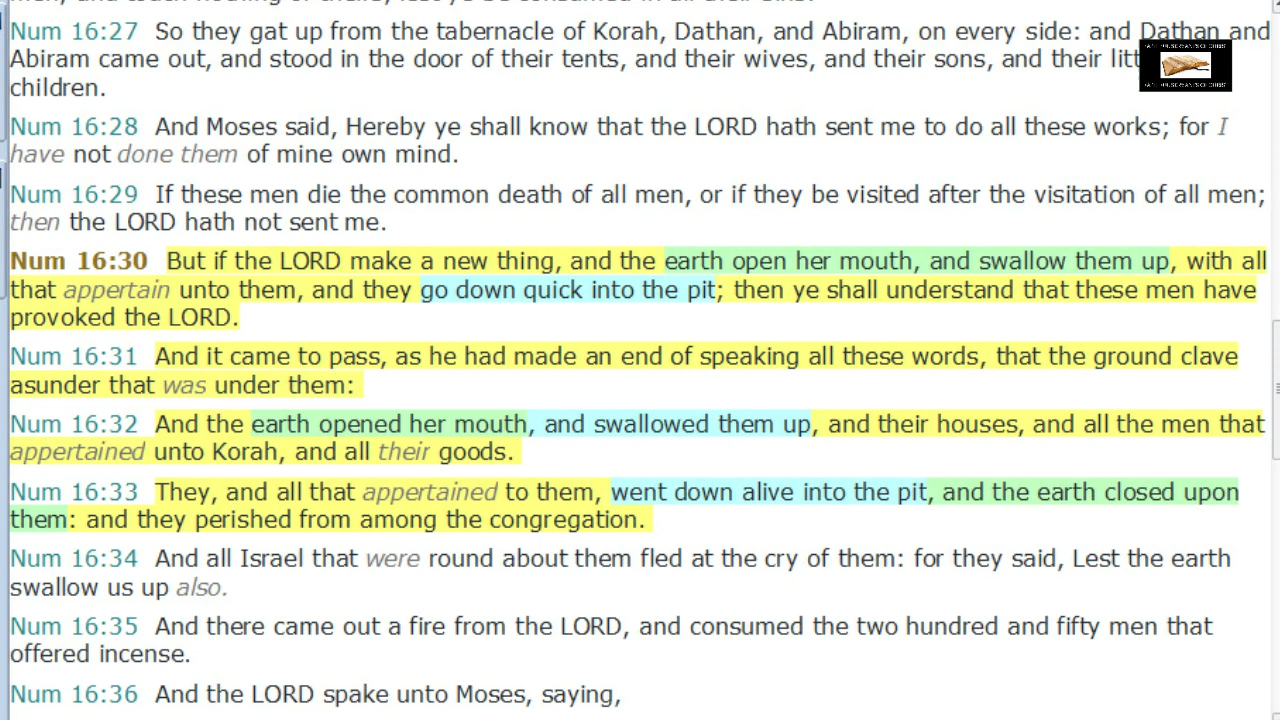 Num 16:27 So they gat up from the tabernacle of Korah, Dathan, and Abiram, on every side: and Dathan and
Abiram came out, and stood in the door of their tents, and their wives, and their sons, and their
children.
Num 16:28 And Moses said, Hereby ye shall know that the LORD hath sent me to do all these works; for I
have not done them of mine own mind.
Num 16:29 If these men die the common death of all men, or if they be visited after the visitation of all men;
then the LORD hath not sent me.
Num 16:30 But if the LORD make a new thing, and the earth open her mouth, and swallow them up, with all
that appertain unto them, and they go down quick into the pit; then ye shall understand that these men have
provoked the LORD.
Num 16:31 And it came to pass, as he had made an end of speaking all these words, that the ground clave
asunder that was under them:
Num 16:32 And the earth opened her mouth, and swallowed them up, and their houses, and all the men that
appertained unto Korah, and all their goods.
Num 16:33 They, and all that appertained to them, went down alive into the pit, and the earth closed upon
them: and they perished from among the congregation.
Num 16:34 And all Israel that were round about them fled at the cry of them: for they said, Lest the earth
swallow us up also.
Num 16:35 And there came out a fire from the LORD, and consumed the two hundred and fifty men that
offered incense.
Num 16:36 And the LORD spake unto Moses, saying,